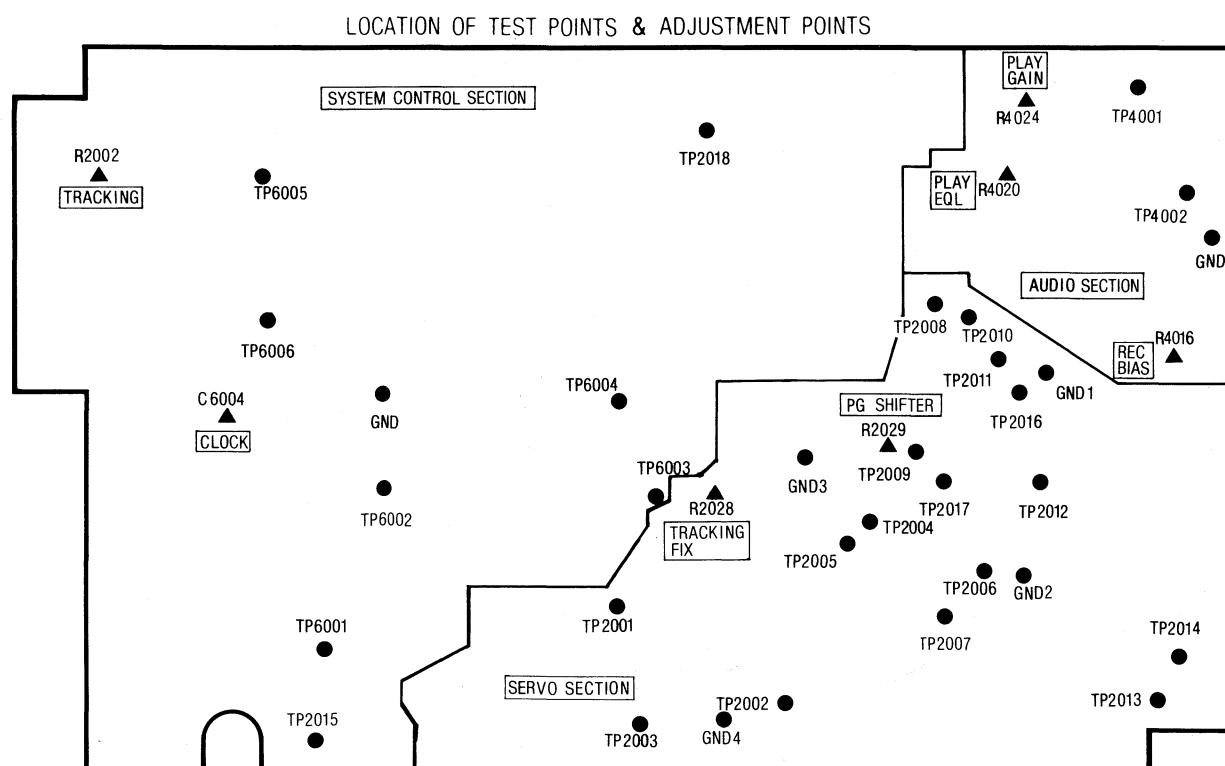 LOCATION OF TEST POINTS & ADJUSTMENT POINTS
PLAY
GAIN
R4024
TP4001
SYSTEM CONTROL SECTION
TP2018
R2002
TRACKING
TP6005
PLAY
EQL
R4020
TP4002
GND
AUDIO SECTION
TP2008
TP2010
TP6006
R4016
REC
BIAS
TP2011
GND1
TP6004
C6004
CLOCK
GND
PG SHIFTER
R2029
TP2016
TP2009
TP6003
GND3
R2028
TRACKING
FIX
TP2017
TP2012
TP6002
TP2004
TP2005
TP2006
GND2
TP2001
TP6001
TP2007
TP2014
SERVO SECTION
TP2002
TP2013
TP2015
TP2003
GND4